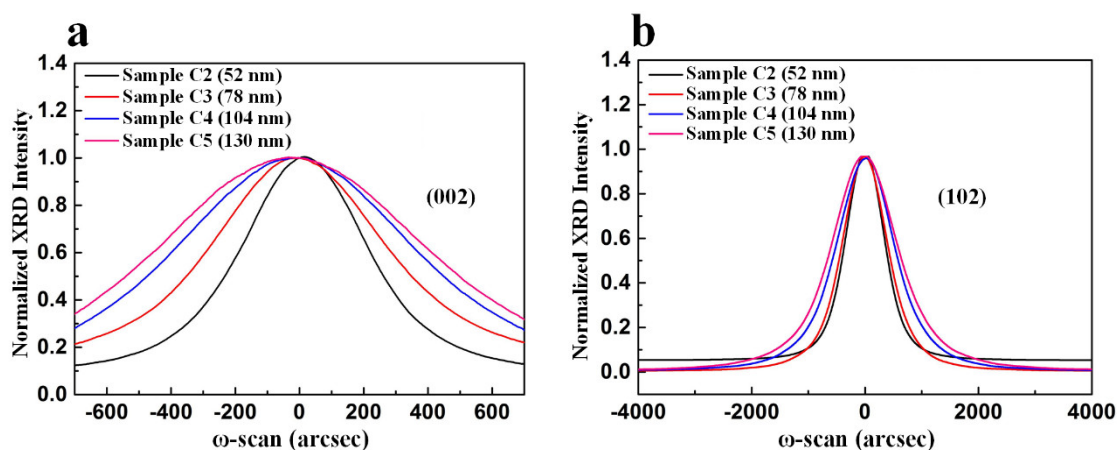 a
1.4
1.2
1.0
0.8
0.6
0.4
0.2
0.0
Normalized XRD Intensity
Sample C2 (52 nm)
Sample C3 (78 nm)
Sample C4 (104 nm)
Sample C5 (130 nm)
(002)
-600 -400 -200 0 200 400 600
ω-scan (arcsec)
b
1.4
1.2
1.0
0.8
0.6
0.4
0.2
0.0
Normalized XRD Intensity
Sample C2 (52 nm)
Sample C3 (78 nm)
Sample C4 (104 nm)
Sample C5 (130 nm)
(102)
-4000 -2000 0 2000 4000
ω-scan (arcsec)